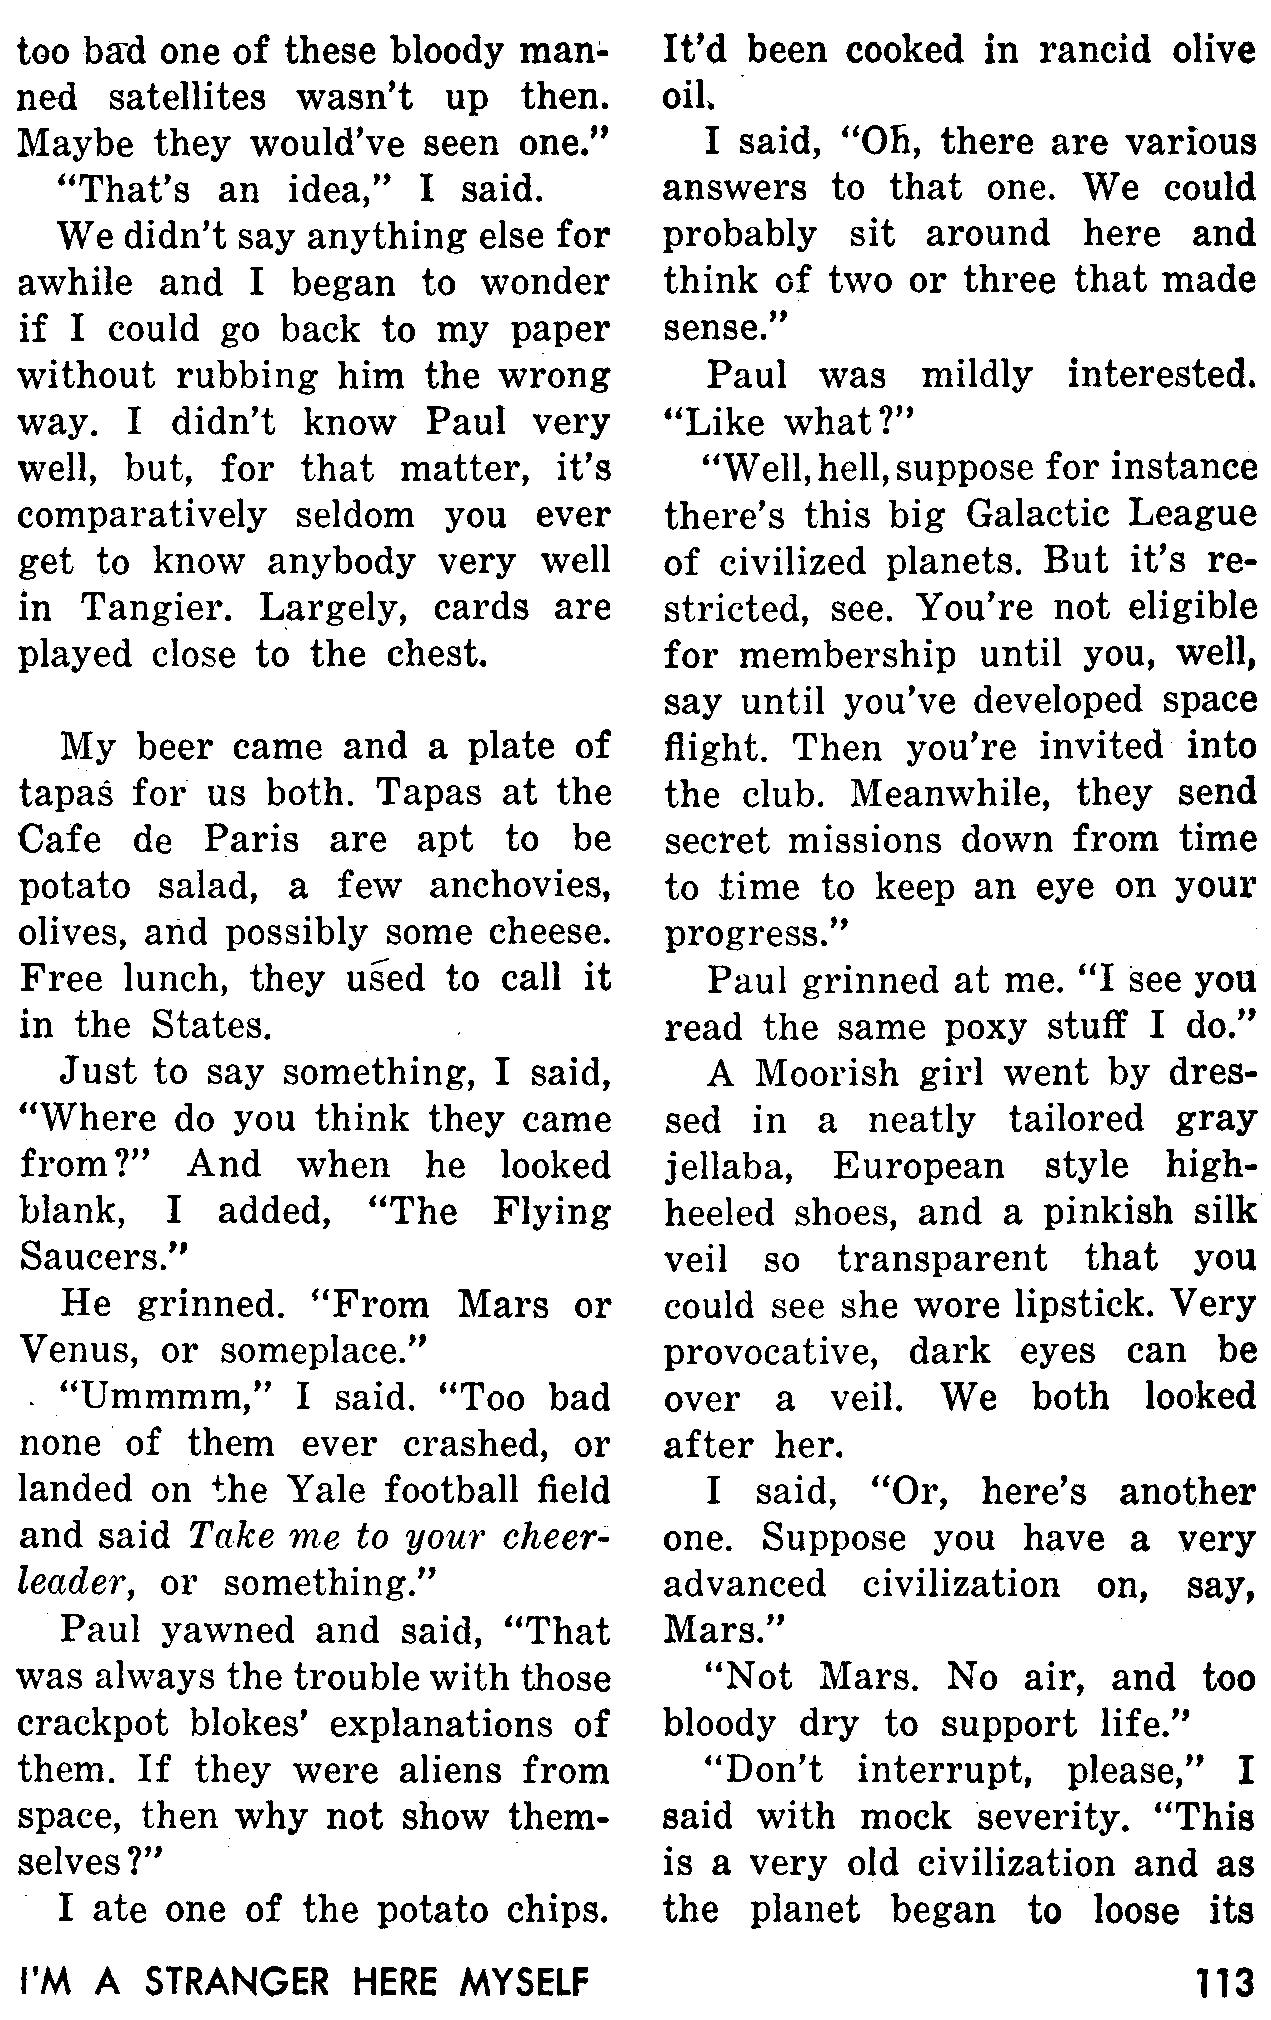 too bad one of these bloody man-
ned satellites wasn't up then.
Maybe they would've seen one."
"That's an idea," I said.
We didn't say anything else for
awhile and I began to wonder
if I could go back to my paper
without rubbing him the wrong
way. I didn't know Paul very
well, but, for that matter, it's
comparatively seldom you ever
get to know anybody very well
in Tangier. Largely, cards are
played close to the chest.
My beer came and a plate of
tapas for us both. Tapas at the
Cafe de Paris are apt to be
potato salad, a few anchovies,
olives, and possibly some cheese.
Free lunch, they used to call it
in the States.
Just to say something, I said,
"Where do you think they came
from?" And when he looked
blank, I added, "The Flying
Saucers."
He grinned. "From Mars or
Venus, or someplace."
"Ummmm," I said. "Too bad
none of them ever crashed, or
landed on the Yale football field
and said Take me to your cheer-
leader, or something."
Paul yawned and said, "That
was always the trouble with those
crackpot blokes' explanations of
them. If they were aliens from
space, then why not show them-
selves?"
I ate one of the potato chips.
It'd been cooked in rancid olive
oil.
I said, "Oh, there are various
answers to that one. We could
probably sit around here and
think of two or three that made
sense."
Paul was mildly interested.
"Like what?"
"Well, hell, suppose for instance
there's this big Galactic League
of civilized planets. But it's re-
stricted, see. You're not eligible
for membership until you, well,
say until you've developed space
flight. Then you're invited into
the club. Meanwhile, they send
secret missions down from time
to time to keep an eye on your
progress."
Paul grinned at me. "I see you
read the same poxy stuff I do."
A Moorish girl went by dres-
sed in a neatly tailored gray
jellaba, European style high-
heeled shoes, and a pinkish silk
veil so transparent that you
could see she wore lipstick. Very
provocative, dark eyes can be
over a veil. We both looked
after her.
I said, "Or, here's another
one. Suppose you have a very
advanced civilization on, say,
Mars."
"Not Mars. No air, and too
bloody dry to support life."
"Don't interrupt, please," I
said with mock severity. "This
is a very old civilization and as
the planet began to loose its
I'M A STRANGER HERE MYSELF 113